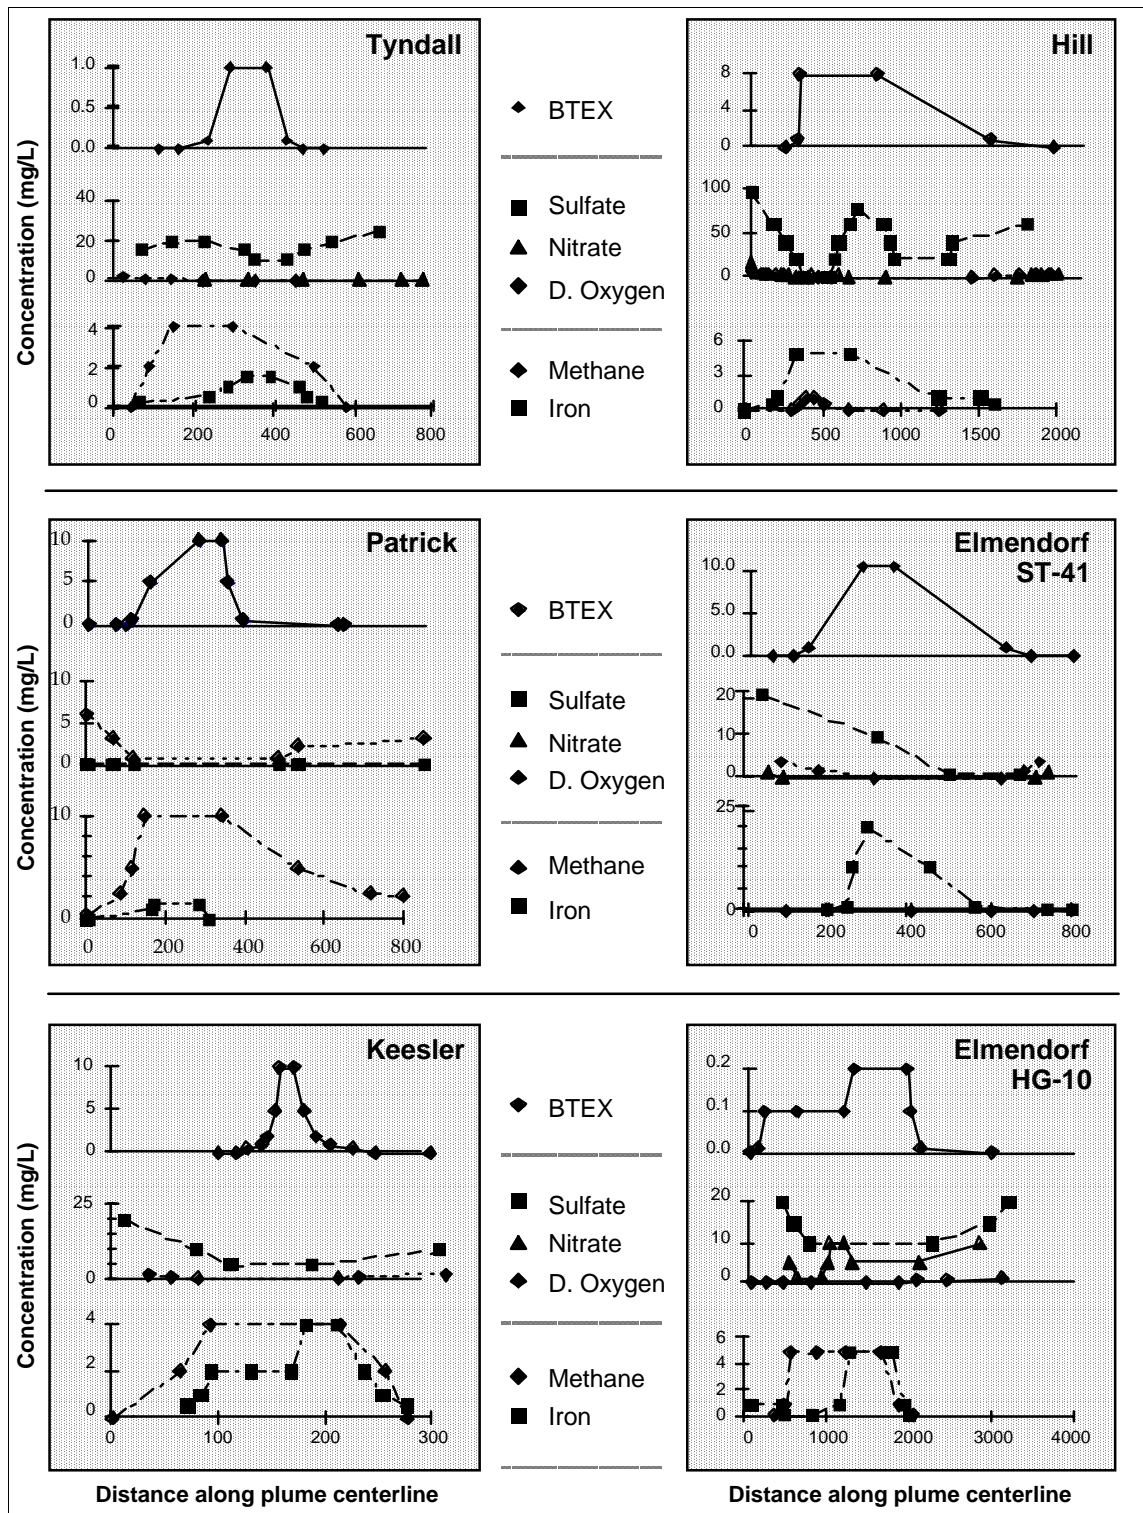 Tyndall
Concentration (mg/L)
1.0
0.5
0.0
40
20
0
4
2
0
0 200 400 600 800
BTEX
Sulfate
Nitrate
D. Oxygen
Methane
Iron
Hill
8
4
0
100
50
0
6
3
0
0 500 1000 1500 2000
Patrick
Concentration (mg/L)
10
5
0
10
5
0
10
0
0 200 400 600 800
BTEX
Sulfate
Nitrate
D. Oxygen
Methane
Iron
Elmendorf
ST-41
10.0
5.0
0.0
20
10
0
25
0
0 200 400 600 800
Keesler
Concentration (mg/L)
10
5
0
25
0
4
2
0
0 100 200 300
Distance along plume centerline
BTEX
Sulfate
Nitrate
D. Oxygen
Methane
Iron
Elmendorf
HG-10
0.2
0.1
0.0
20
10
0
6
4
2
0
0 1000 2000 3000 4000
Distance along plume centerline